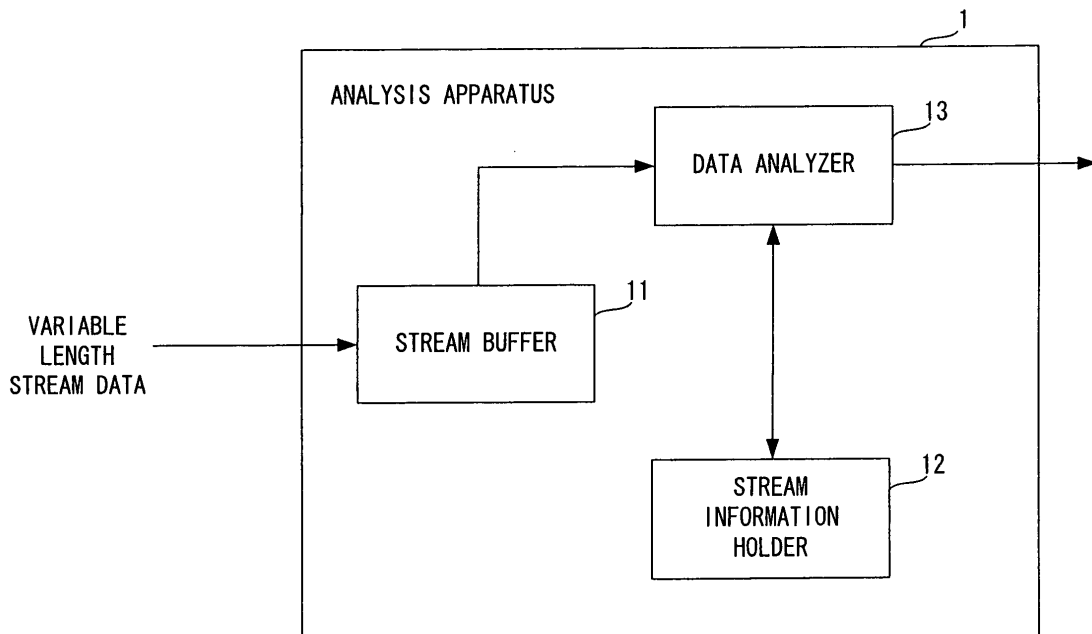 1
ANALYSIS APPARATUS
13
DATA ANALYZER
11
STREAM BUFFER
VARIABLE
LENGTH
STREAM DATA
12
STREAM
INFORMATION
HOLDER